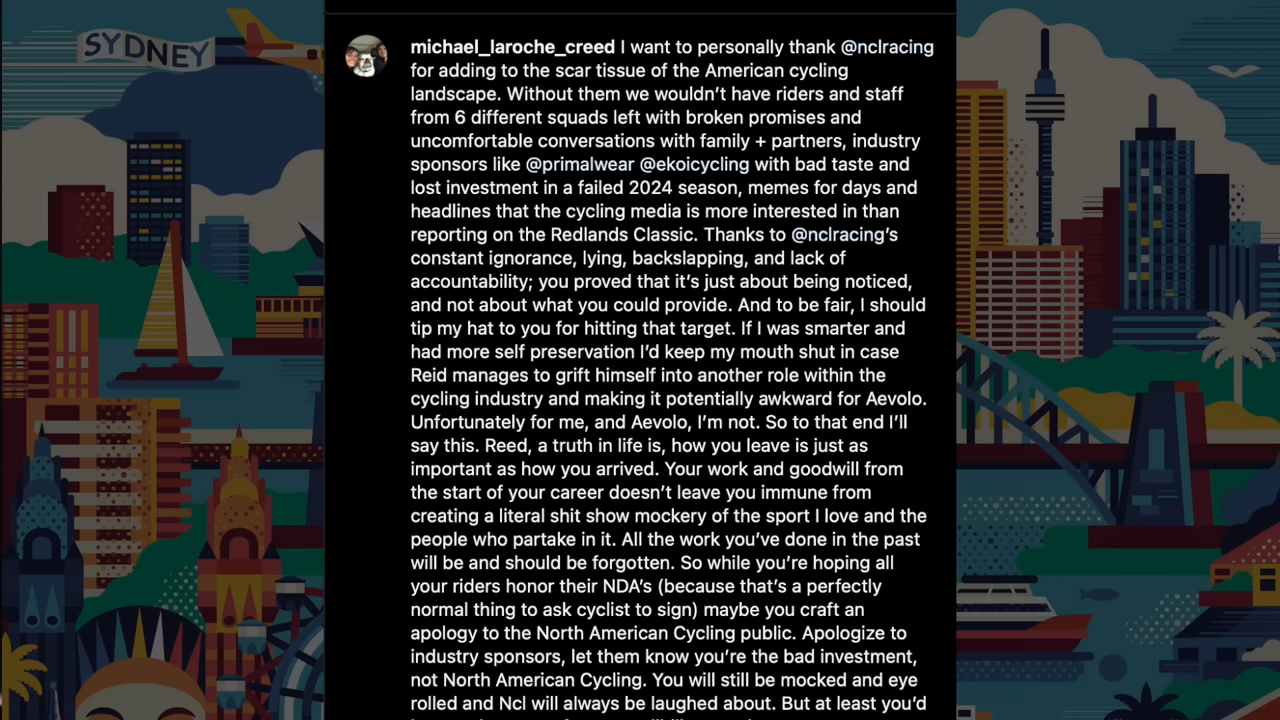 SYDNEY
michael_laroche_creed I want to personally thank @nclracing
for adding to the scar tissue of the American cycling
landscape. Without them we wouldn't have riders and staff
from 6 different squads left with broken promises and
uncomfortable conversations with family + partners, industry
sponsors like @primalwear @ekoicycling with bad taste and
lost investment in a failed 2024 season, memes for days and
headlines that the cycling media is more interested in than
reporting on the Redlands Classic. Thanks to @nclracing's
constant ignorance, lying, backslapping, and lack of
accountability; you proved that it's just about being noticed,
and not about what you could provide. And to be fair, I should
tip my hat to you for hitting that target. If I was smarter and
had more self preservation I'd keep my mouth shut in case
Reid manages to grift himself into another role within the
cycling industry and making it potentially awkward for Aevolo.
Unfortunately for me, and Aevolo, I'm not. So to that end I'll
say this. Reed, a truth in life is, how you leave is just as
important as how you arrived. Your work and goodwill from
the start of your career doesn't leave you immune from
creating a literal shit show mockery of the sport I love and the
people who partake in it. All the work you've done in the past
will be and should be forgotten. So while you're hoping all
your riders honor their NDA's (because that's a perfectly
normal thing to ask cyclist to sign) maybe you craft an
apology to the North American Cycling public. Apologize to
industry sponsors, let them know you're the bad investment,
not North American Cycling. You will still be mocked and eye
rolled and Ncl will always be laughed about. But at least you'd